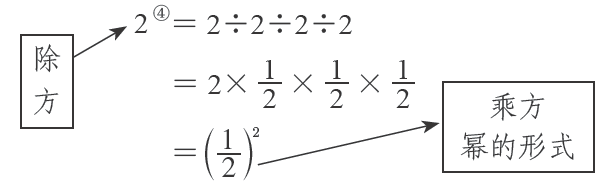 2^④ = 2÷2÷2÷2
除方
= 2 × 1/2 × 1/2 × 1/2
= (1/2)^2
乘方
幂的形式